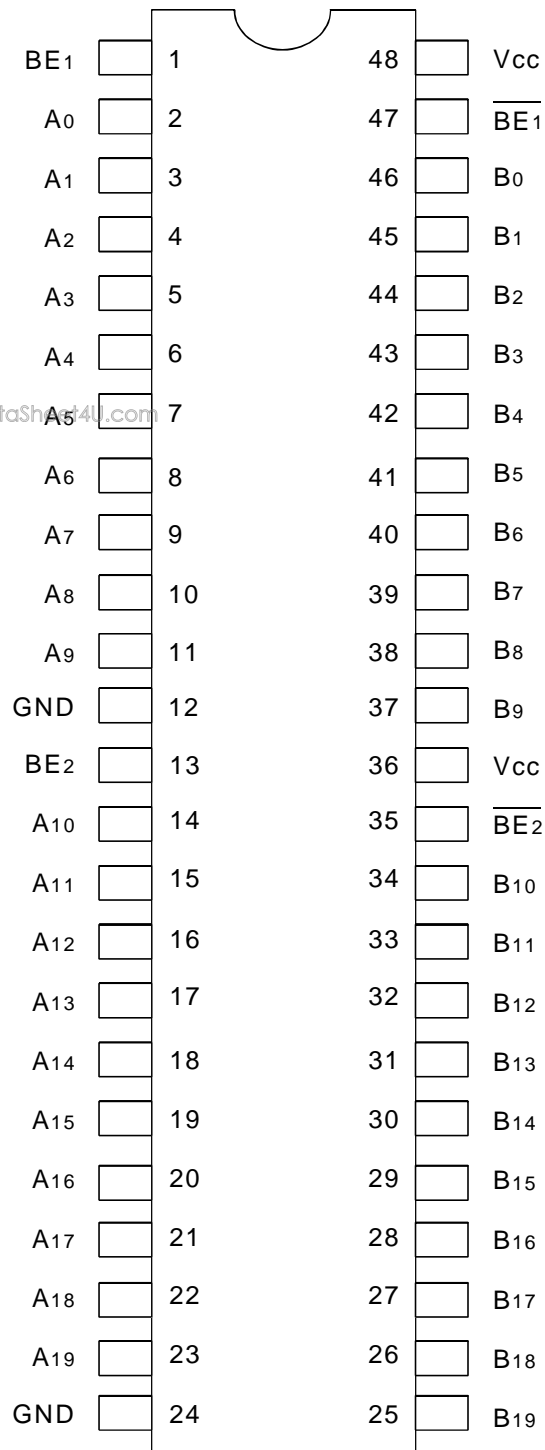 BE1 1 48 Vcc
A0 2 47 B̅E̅1̅
A1 3 46 B0
A2 4 45 B1
A3 5 44 B2
A4 6 43 B3
taSheet4U.com
A5 7 42 B4
A6 8 41 B5
A7 9 40 B6
A8 10 39 B7
A9 11 38 B8
GND 12 37 B9
BE2 13 36 Vcc
A10 14 35 B̅E̅2̅
A11 15 34 B10
A12 16 33 B11
A13 17 32 B12
A14 18 31 B13
A15 19 30 B14
A16 20 29 B15
A17 21 28 B16
A18 22 27 B17
A19 23 26 B18
GND 24 25 B19